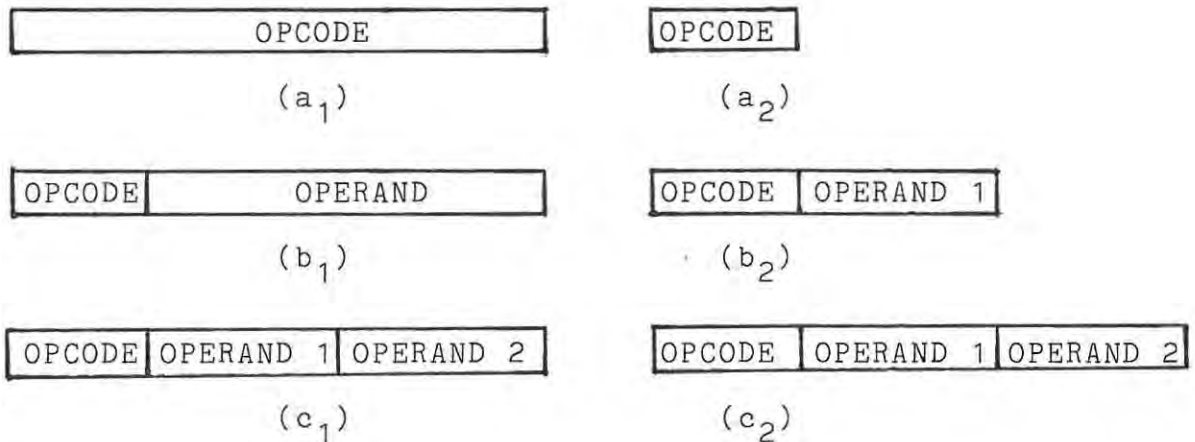 OPCODE OPCODE
(a1) (a2)
OPCODE OPERAND OPCODE OPERAND 1
(b1) (b2)
OPCODE OPERAND 1 OPERAND 2 OPCODE OPERAND 1 OPERAND 2
(c1) (c2)